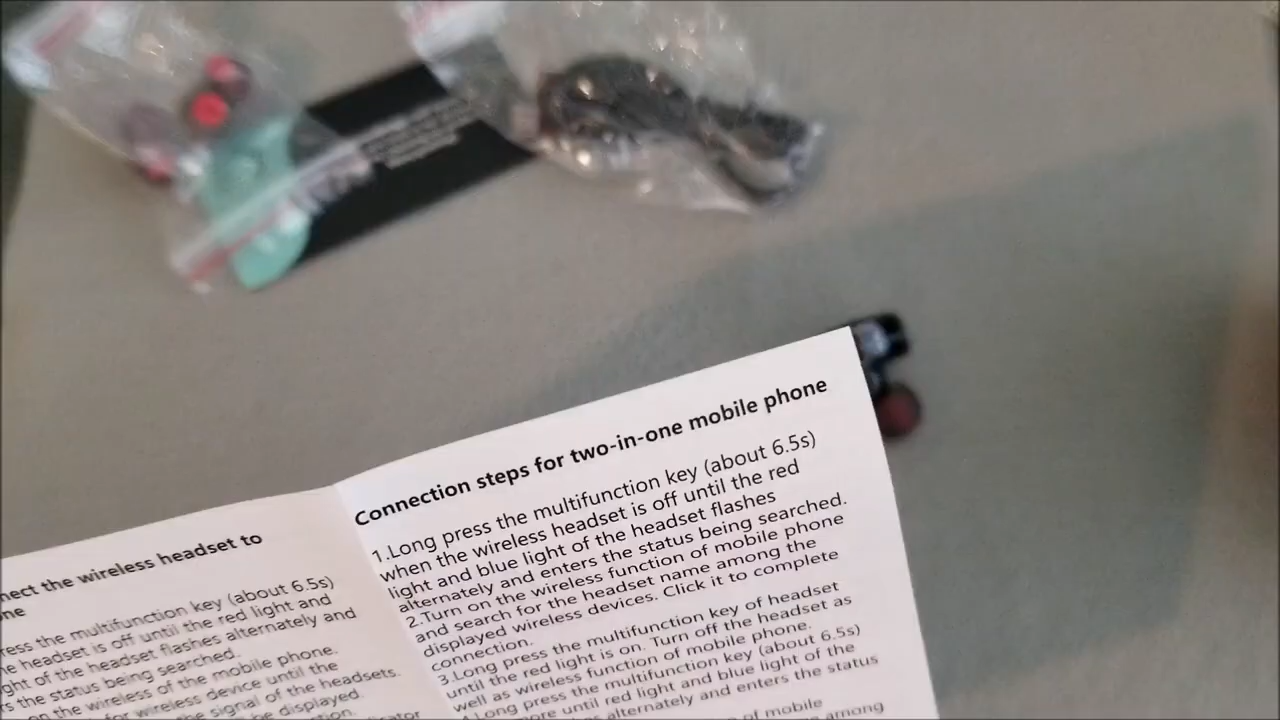 nect the wireless headset to
ne
ress the multifunction key (about 6.5s)
e headset is off until the red light and
ght of the headset flashes alternately and
rs the status being searched.
on the wireless of the mobile phone.
for wireless device until the
the signal of the headsets.
be displayed.
Connection steps for two-in-one mobile phone
1.Long press the multifunction key (about 6.5s)
when the wireless headset is off until the red
light and blue light of the headset flashes
alternately and enters the status being searched.
2.Turn on the wireless function of mobile phone
and search for the headset name among the
displayed wireless devices. Click it to complete
connection.
3.Long press the multifunction key of headset
until the red light is on. Turn off the headset as
well as wireless function of mobile phone.
4.Long press the multifunction key (about 6.5s)
more until red light and blue light of the
alternately and enters the status
of mobile
among